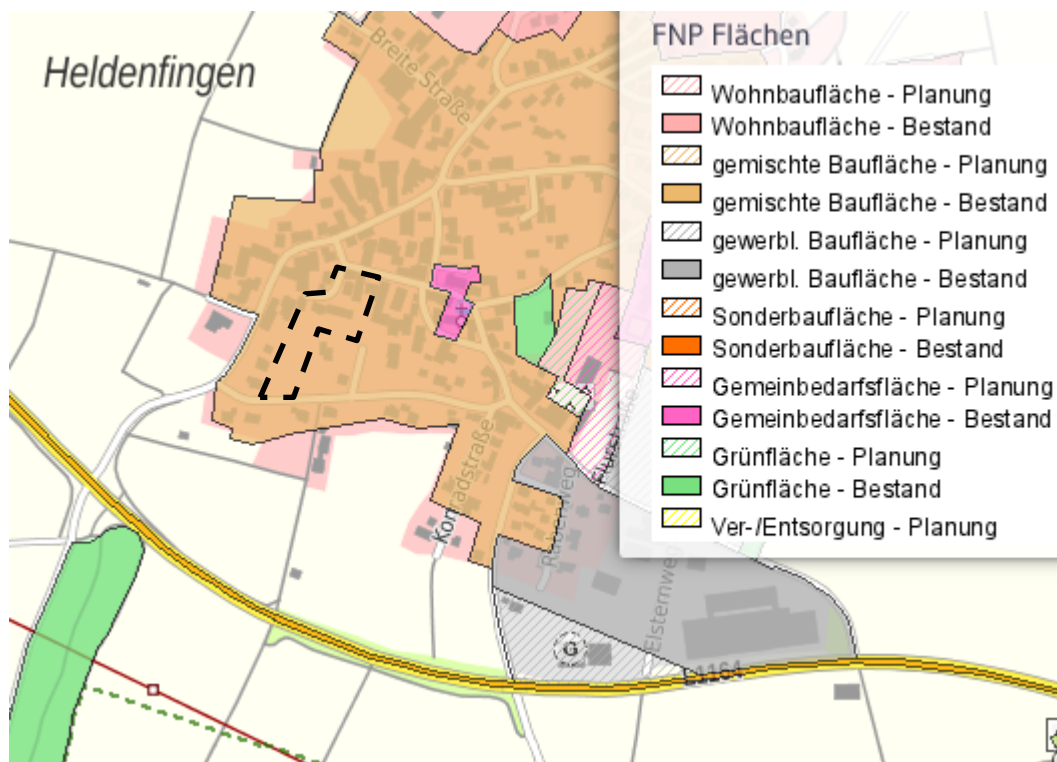 Heldenfingen
Breite Straße
FNP Flächen
Wohnbaufläche - Planung
Wohnbaufläche - Bestand
gemischte Baufläche - Planung
gemischte Baufläche - Bestand
gewerbl. Baufläche - Planung
gewerbl. Baufläche - Bestand
Sonderbaufläche - Planung
Sonderbaufläche - Bestand
Gemeinbedarfsfläche - Planung
Gemeinbedarfsfläche - Bestand
Grünfläche - Planung
Grünfläche - Bestand
Ver-/Entsorgung - Planung
Konradstraße
Rabenweg
Elsternweg
G
L1164